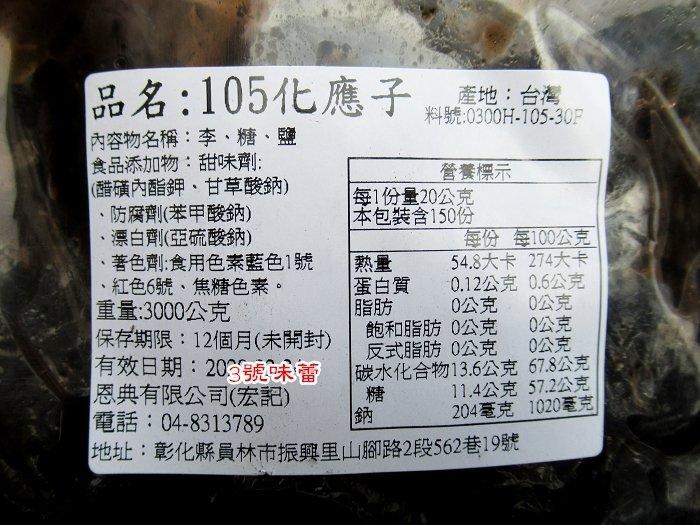 品名:105化應子
產地:台灣
料號:0300H-105-30F
內容物名稱:李、糖、鹽
食品添加物:甜味劑:
(醋磺內酯鉀、甘草酸鈉)
、防腐劑(苯甲酸鈉)
、漂白劑(亞硫酸鈉)
、著色劑:食用色素藍色1號
、紅色6號、焦糖色素。
重量:3000公克
保存期限:12個月(未開封)
有效日期:
3號味蕾
恩典有限公司(宏記)
電話:04-8313789
地址:彰化縣員林市振興里山腳路2段562巷19號
營養標示
每1份量20公克
本包裝含150份
每份 每100公克
熱量 54.8大卡 274大卡
蛋白質 0.12公克 0.6公克
脂肪 0公克 0公克
飽和脂肪 0公克 0公克
反式脂肪 0公克 0公克
碳水化合物 13.6公克 67.8公克
糖 11.4公克 57.2公克
鈉 204毫克 1020毫克